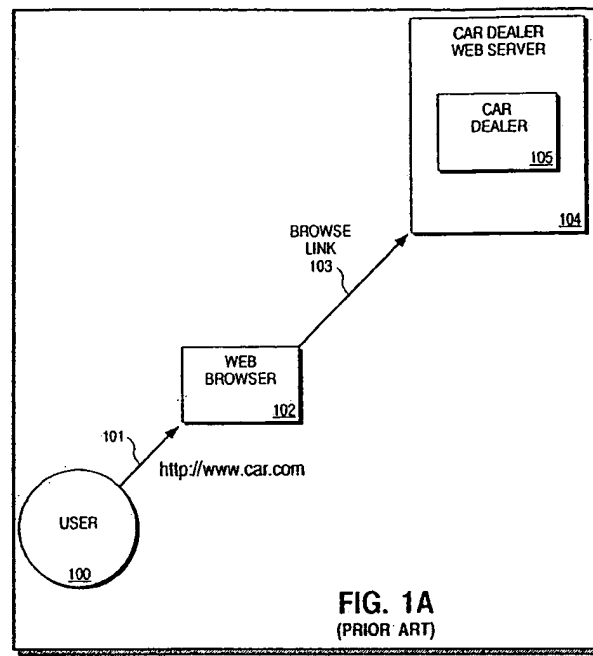 CAR DEALER
WEB SERVER
CAR
DEALER
105
104
BROWSE
LINK
103
WEB
BROWSER
102
101
http://www.car.com
USER
100
FIG. 1A
(PRIOR ART)